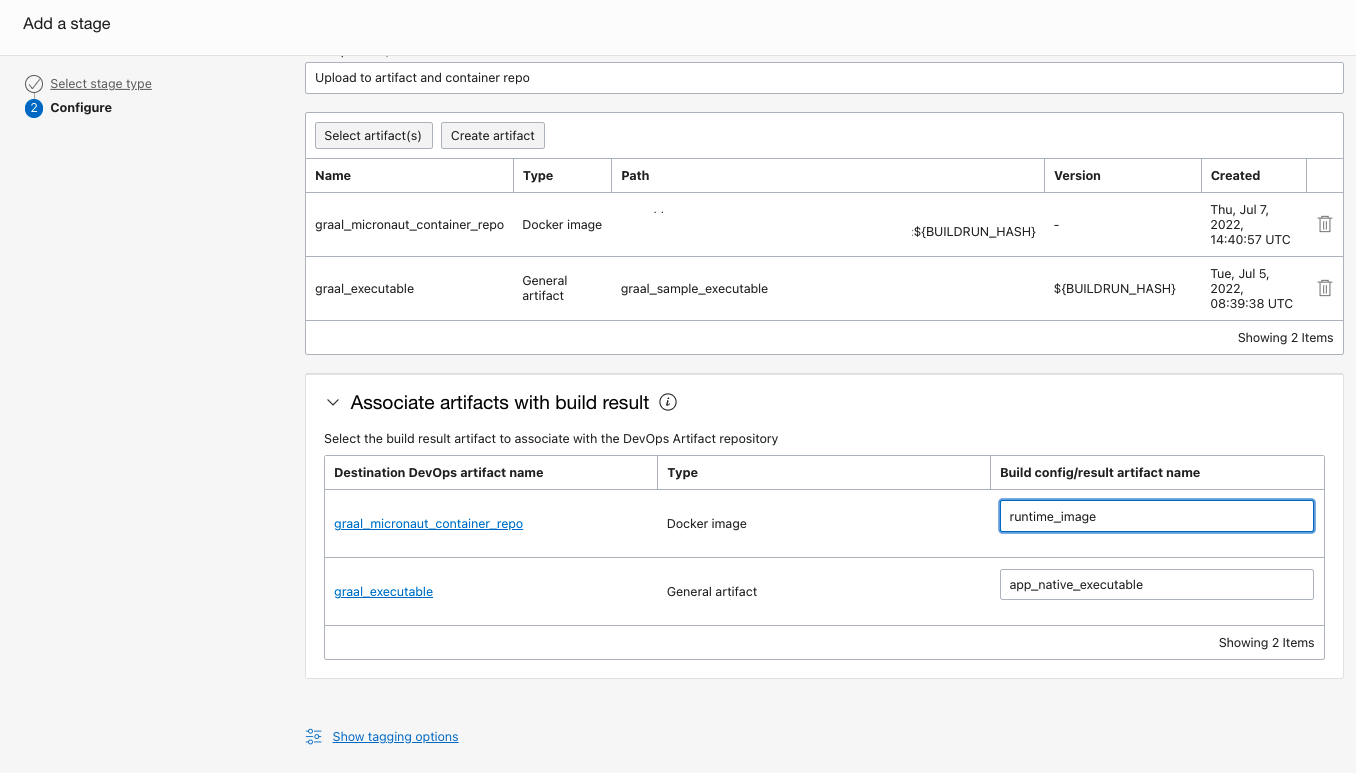 Add a stage
Select stage type
2 Configure
Upload to artifact and container repo
Select artifact(s) Create artifact
Name Type Path Version Created
graal_micronaut_container_repo Docker image :${BUILDRUN_HASH} - Thu, Jul 7,
2022,
14:40:57 UTC
graal_executable General
artifact graal_sample_executable ${BUILDRUN_HASH} Tue, Jul 5,
2022,
08:39:38 UTC
Showing 2 Items
Associate artifacts with build result i
Select the build result artifact to associate with the DevOps Artifact repository
Destination DevOps artifact name Type Build config/result artifact name
graal_micronaut_container_repo Docker image runtime_image
graal_executable General artifact app_native_executable
Showing 2 Items
Show tagging options